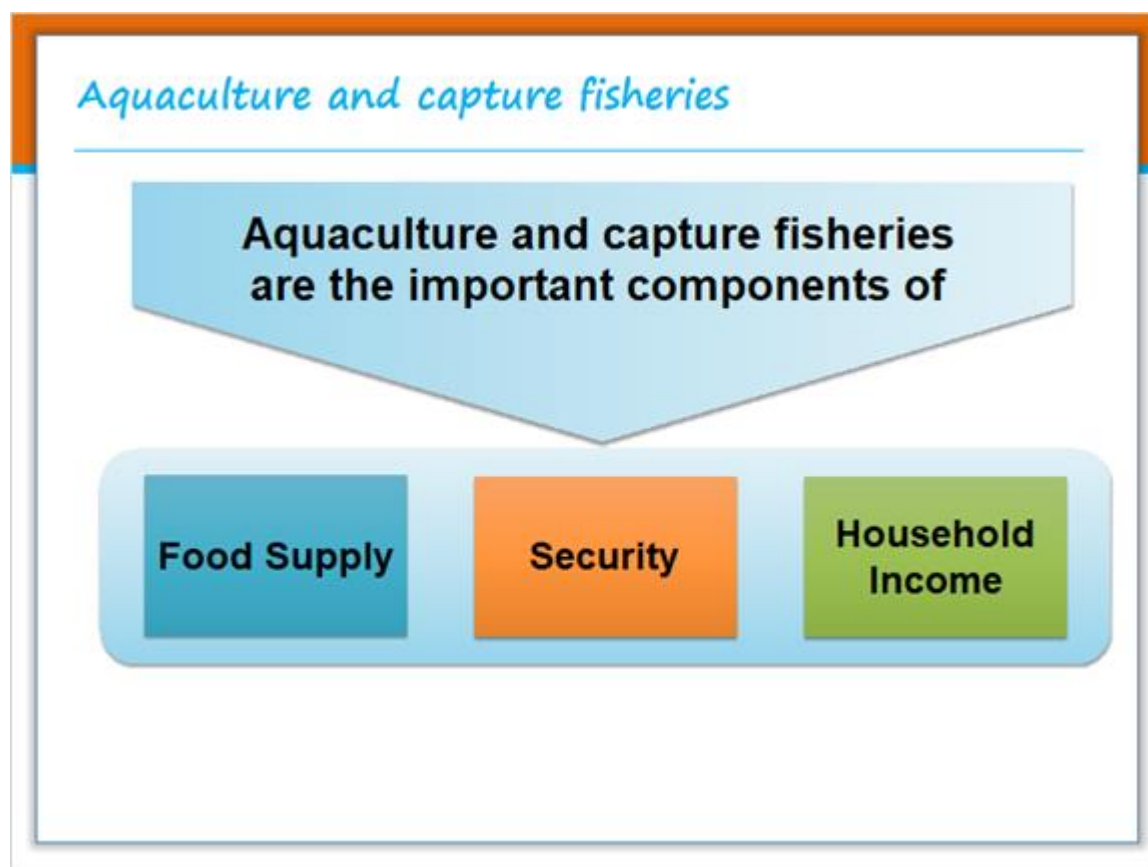 Aquaculture and capture fisheries
Aquaculture and capture fisheries
are the important components of
Food Supply
Security
Household
Income